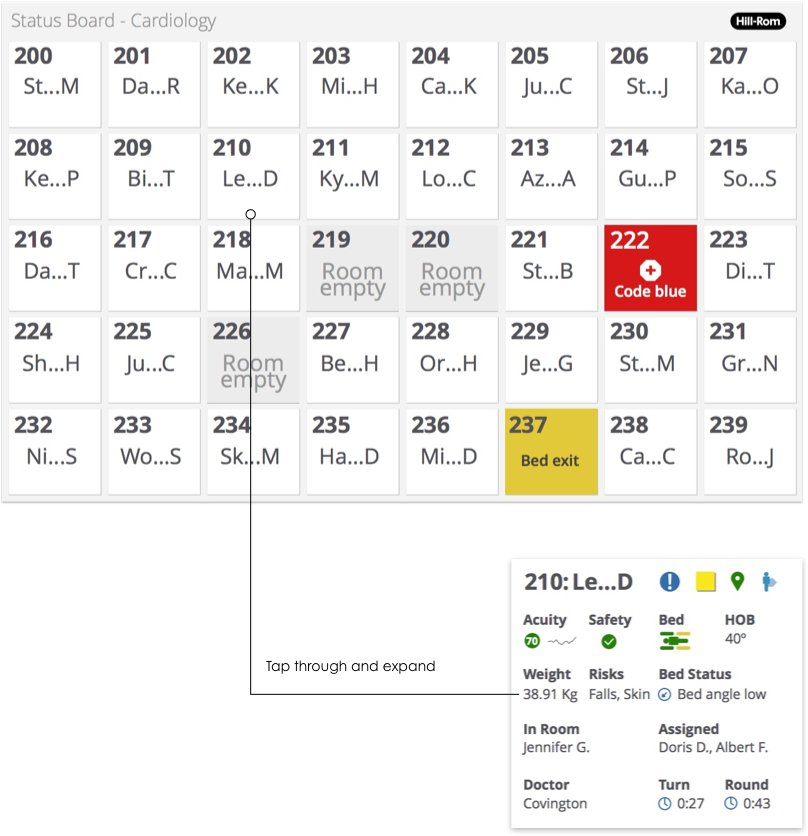 Status Board - Cardiology Hill-Rom
200 201 202 203 204 205 206 207
St...M Da...R Ke...K Mi...H Ca...K Ju...C St...J Ka...O
208 209 210 211 212 213 214 215
Ke...P Bi...T Le...D Ky...M Lo...C Az...A Gu...P So...S
216 217 218 219 220 221 222 223
Da...T Cr...C Ma...M Room empty Room empty St...B Code blue Di...T
224 225 226 227 228 229 230 231
Sh...H Ju...C Room empty Be...H Or...H Je...G St...M Gr...N
232 233 234 235 236 237 238 239
Ni...S Wo...S Sk...M Ha...D Mi...D Bed exit Ca...C Ro...J
Tap through and expand
210: Le...D
Acuity Safety Bed HOB
70 40°
Weight Risks Bed Status
38.91 Kg Falls, Skin Bed angle low
In Room Assigned
Jennifer G. Doris D., Albert F.
Doctor Turn Round
Covington 0:27 0:43